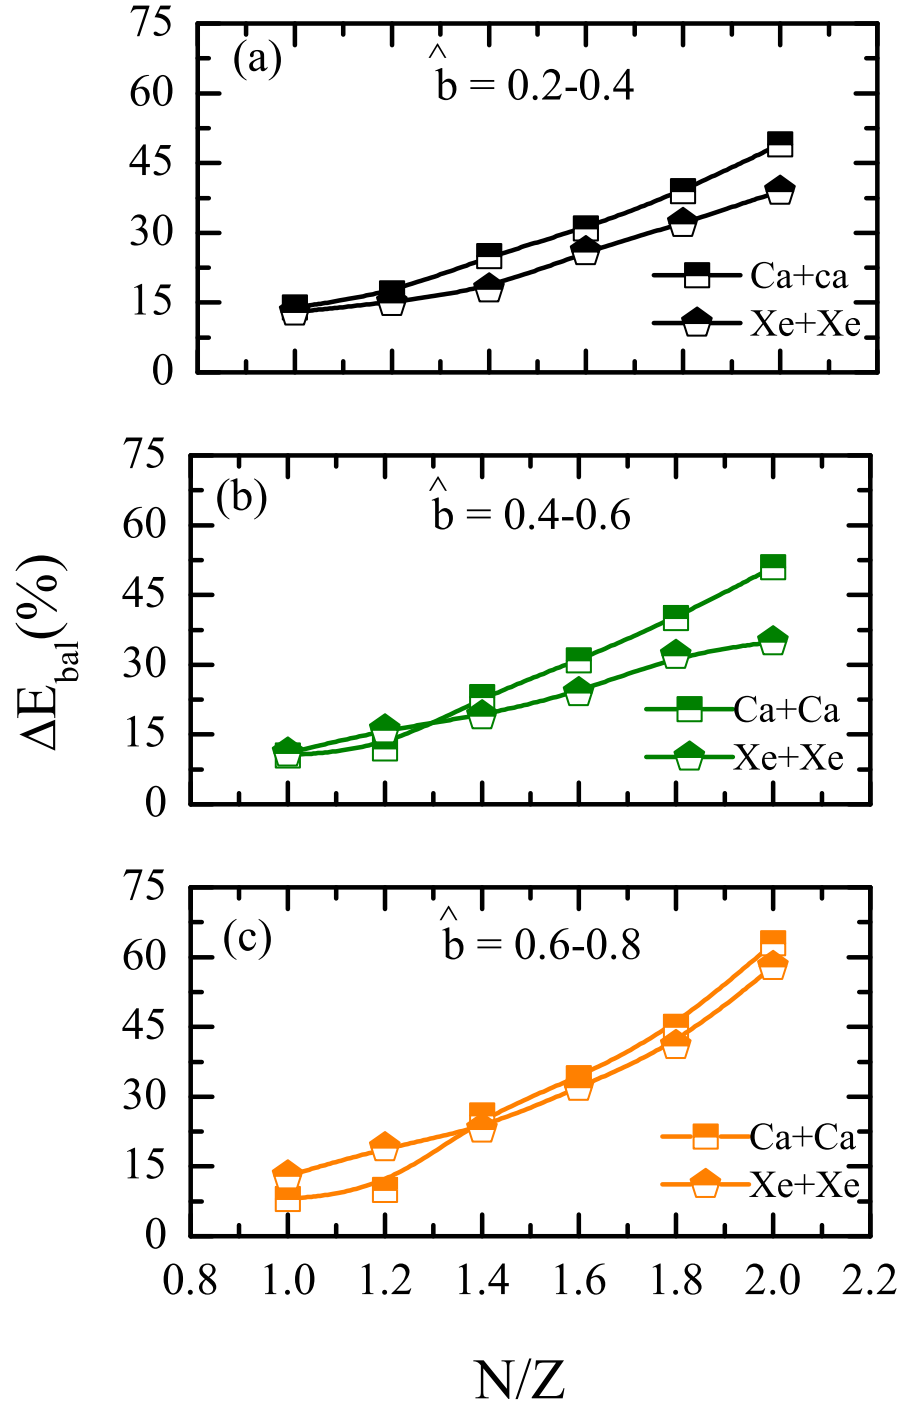 75
(a)
^
b = 0.2-0.4
60
45
30
Ca+ca
15
Xe+Xe
0
75
(b)
^
b = 0.4-0.6
60
45
30
Ca+Ca
15
Xe+Xe
0
ΔE_bal(%)
75
(c)
^
b = 0.6-0.8
60
45
30
Ca+Ca
15
Xe+Xe
0
0.8 1.0 1.2 1.4 1.6 1.8 2.0 2.2
N/Z